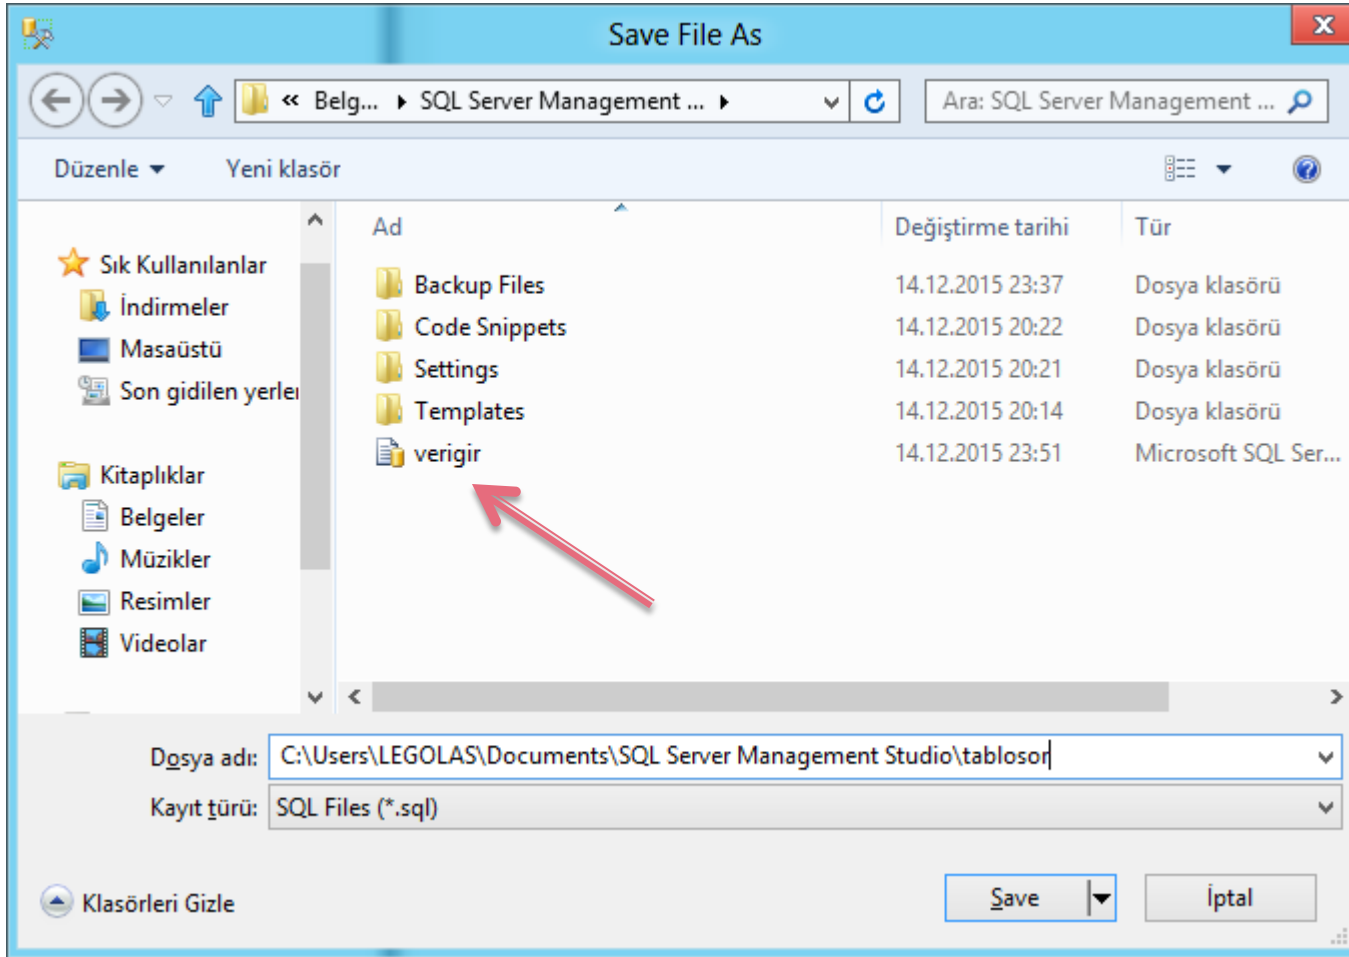 Save File As
« Belg... SQL Server Management ...
Ara: SQL Server Management ...
Düzenle
Yeni klasör
Ad Değiştirme tarihi Tür
Sık Kullanılanlar
İndirmeler
Masaüstü
Son gidilen yerler
Kitaplıklar
Belgeler
Müzikler
Resimler
Videolar
Backup Files 14.12.2015 23:37 Dosya klasörü
Code Snippets 14.12.2015 20:22 Dosya klasörü
Settings 14.12.2015 20:21 Dosya klasörü
Templates 14.12.2015 20:14 Dosya klasörü
verigir 14.12.2015 23:51 Microsoft SQL Ser...
Dosya adı: C:\Users\LEGOLAS\Documents\SQL Server Management Studio\tablosor
Kayıt türü: SQL Files (*.sql)
Klasörleri Gizle
Save
İptal